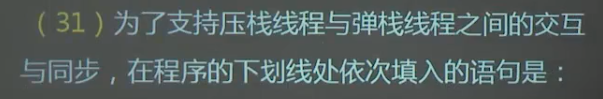 （31）为了支持压栈线程与弹栈线程之间的交互
与同步，在程序的下划线处依次填入的语句是：